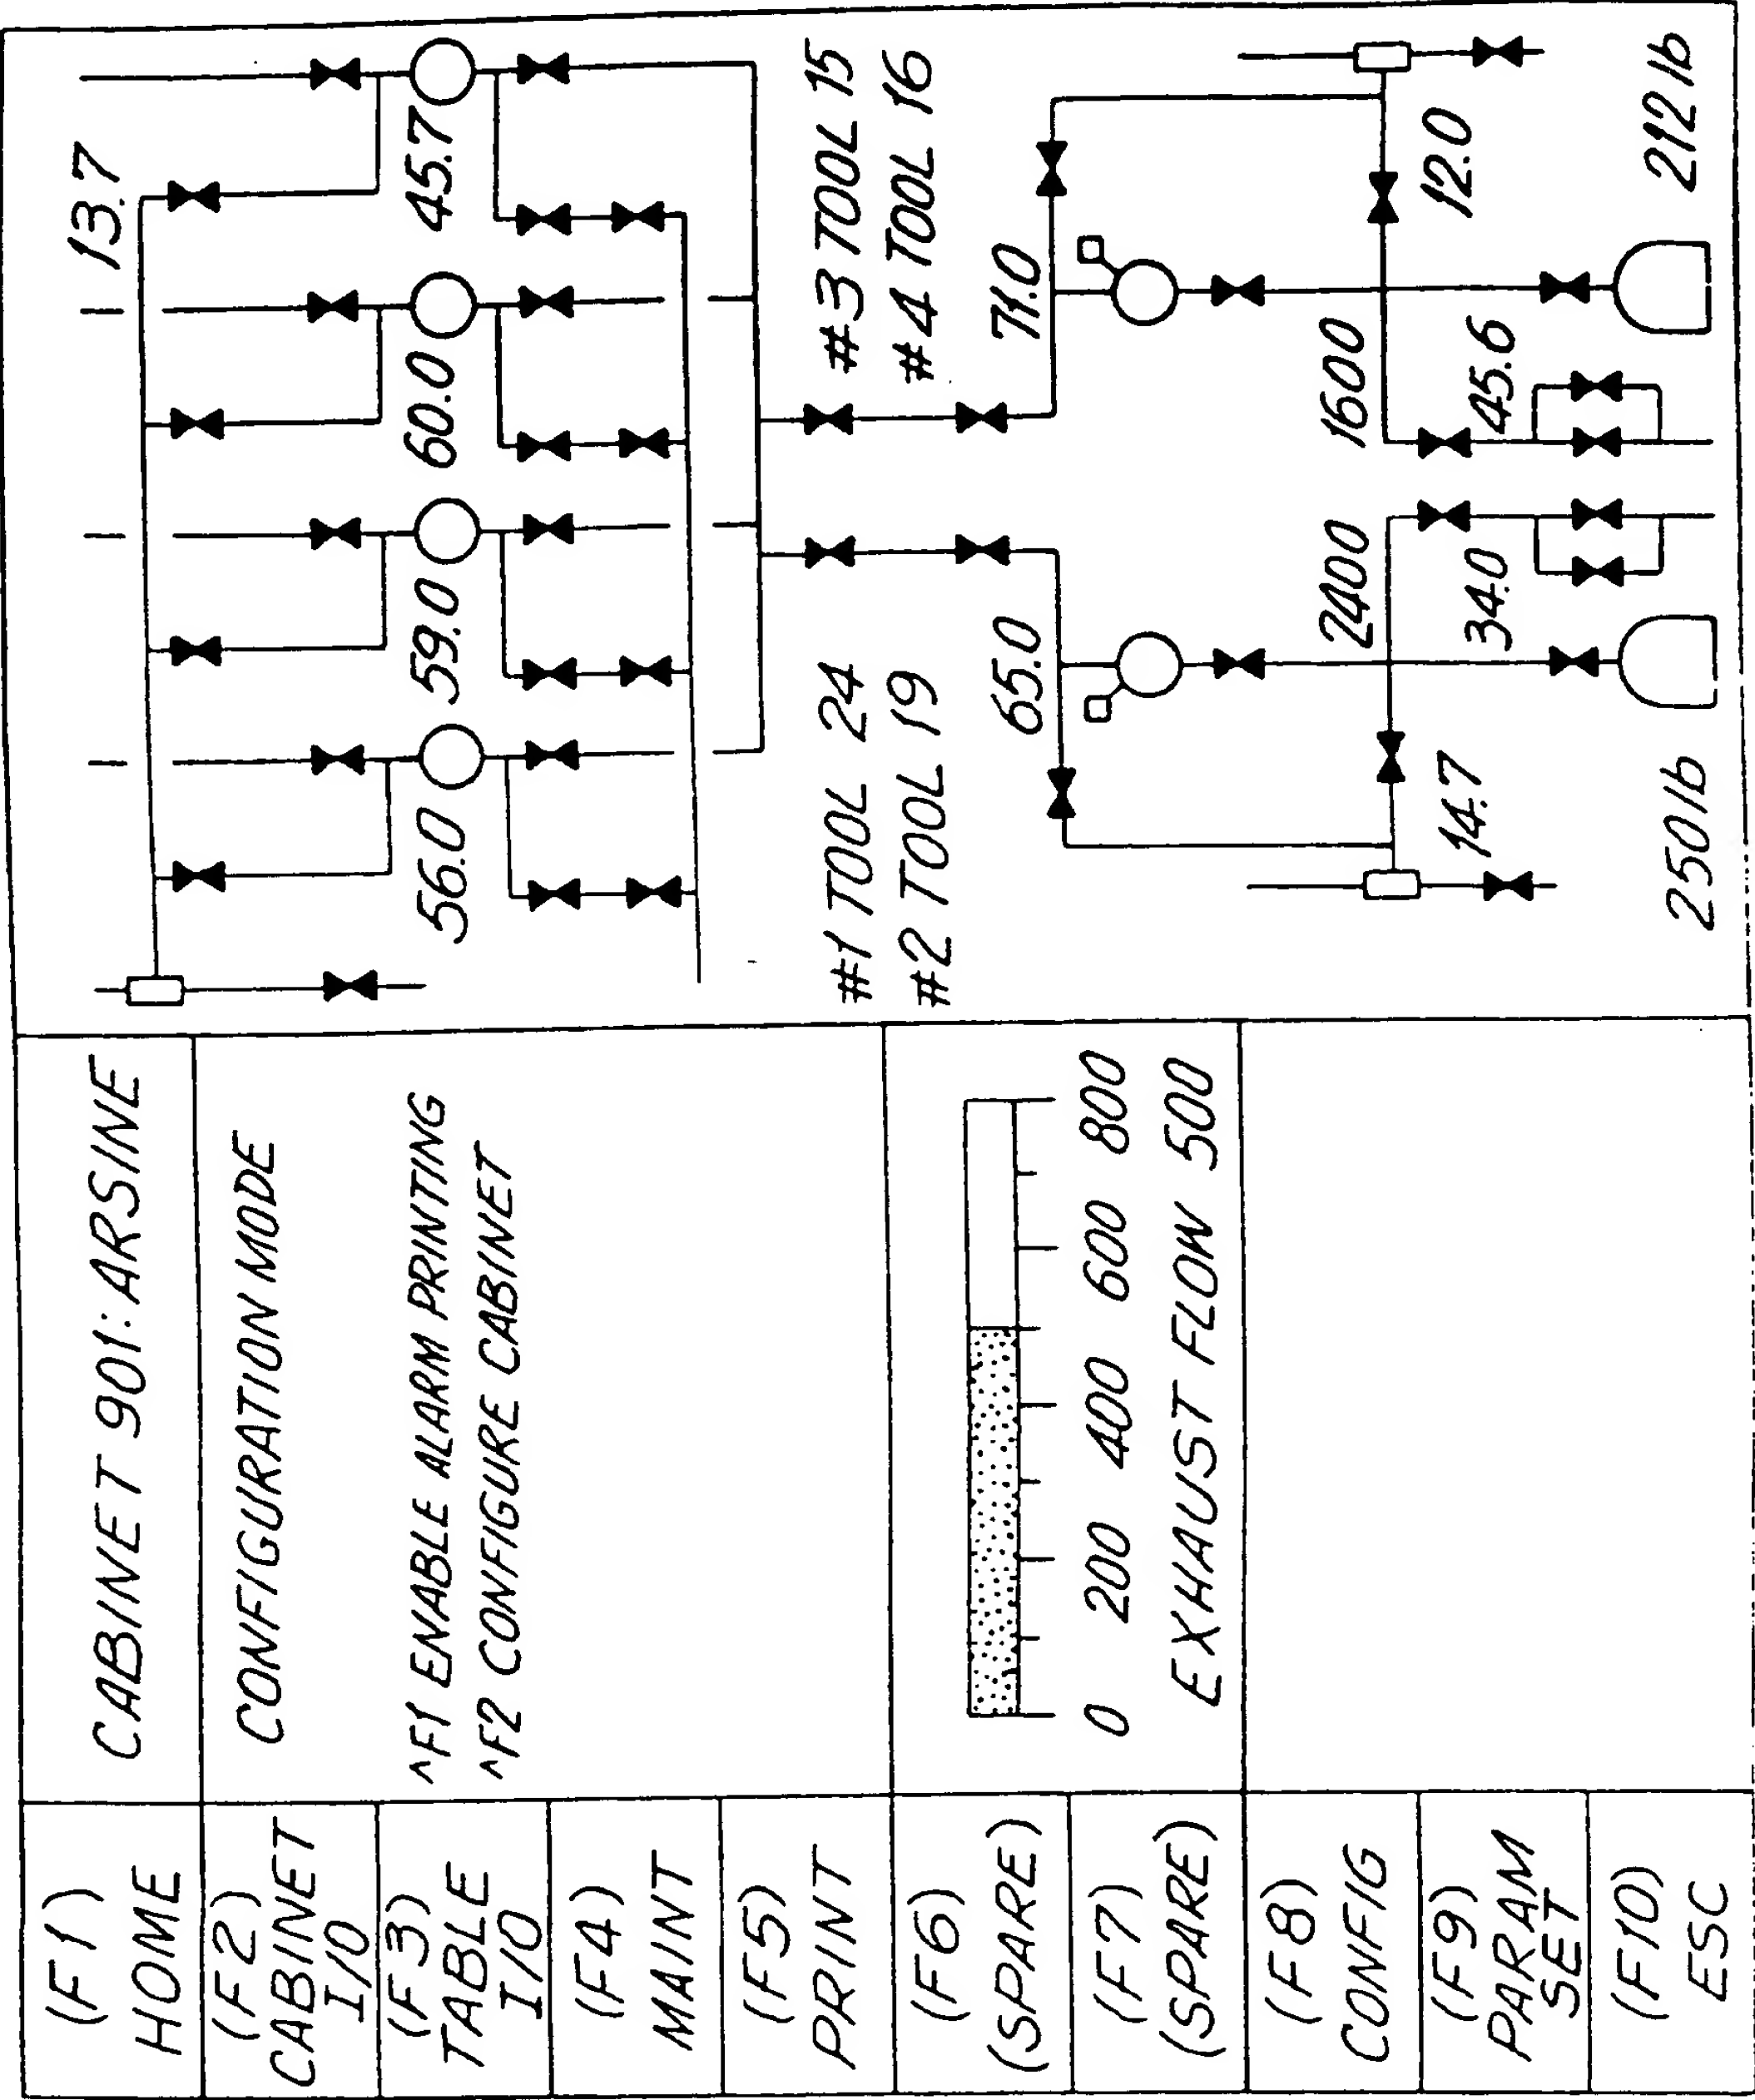 (F1)
HOME
(F2)
CABINET
I/O
(F3)
TABLE
I/O
(F4)
MAINT
(F5)
PRINT
(F6)
(SPARE)
(F7)
(SPARE)
(F8)
CONFIG
(F9)
PARAM
SET
(F10)
ESC
CABINET 901: ARSINE
CONFIGURATION MODE
^F1 ENABLE ALARM PRINTING
^F2 CONFIGURE CABINET
0 200 400 600 800
EXHAUST FLOW 500
13.7
56.0
59.0
60.0
45.7
#1 TOOL 24
#2 TOOL 19
#3 TOOL 15
#4 TOOL 16
65.0
71.0
2400
1600
14.7
34.0
45.6
12.0
250 lb
212 lb